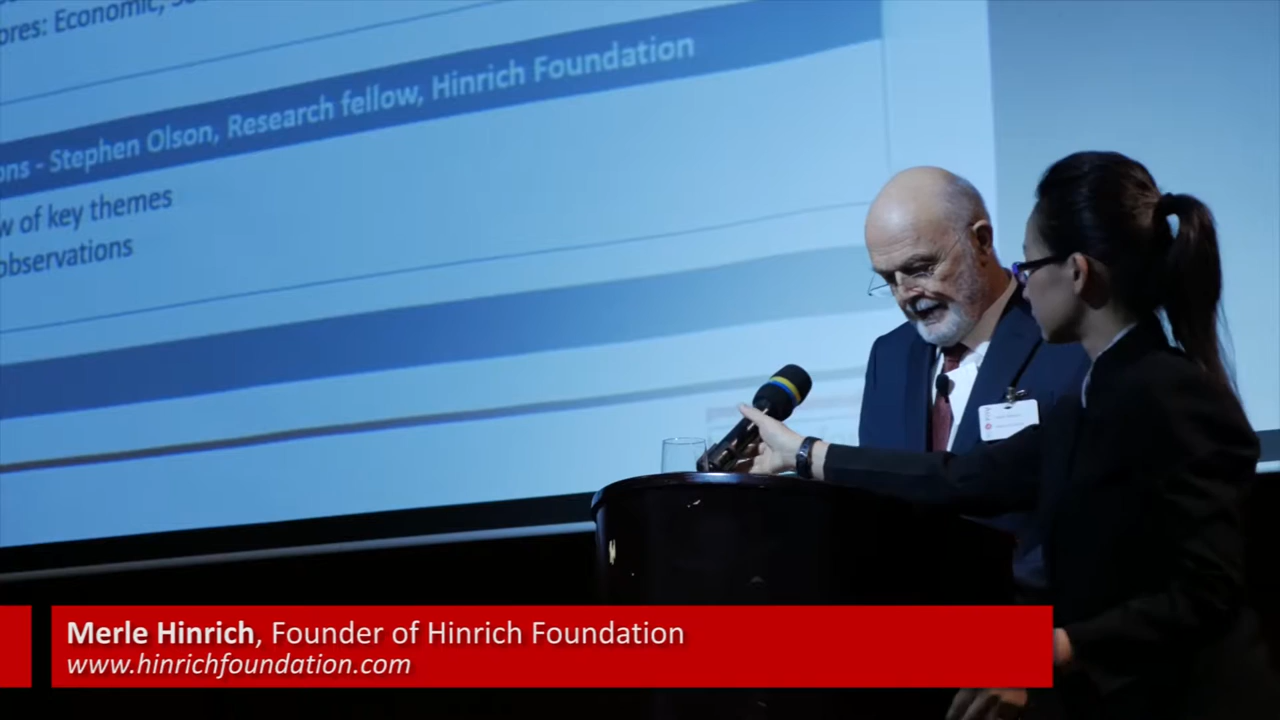 ores: Economic,
ons - Stephen Olson, Research fellow, Hinrich Foundation
w of key themes
observations
Merle Hinrich, Founder of Hinrich Foundation
www.hinrichfoundation.com